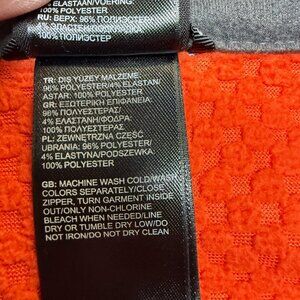 ELASTAAN/VOERING:
100% POLYESTER
RU: ВЕРХ: 96% ПОЛИЭСТЕР
100% ПОЛИЭСТЕР
TR: DIŞ YÜZEY MALZEME:
96% POLYESTER/4% ELASTAN/
ASTAR: 100% POLYESTER
GR: ΕΞΩΤΕΡΙΚΗ ΕΠΙΦΑΝΕΙΑ:
96% ΠΟΛΥΕΣΤΕΡΑΣ/
4% ΕΛΑΣΤΑΝΗ/ΦΟΔΡΑ:
100% ΠΟΛΥΕΣΤΕΡΑΣ
PL: ZEWNĘTRZNA CZĘŚĆ
UBRANIA: 96% POLYESTER/
4% ELASTYNA/PODSZEWKA:
100% POLYESTER
GB: MACHINE WASH COLD/WASH
COLORS SEPARATELY/CLOSE
ZIPPER, TURN GARMENT INSIDE
OUT/ONLY NON-CHLORINE
BLEACH WHEN NEEDED/LINE
DRY OR TUMBLE DRY LOW/DO
NOT IRON/DO NOT DRY CLEAN